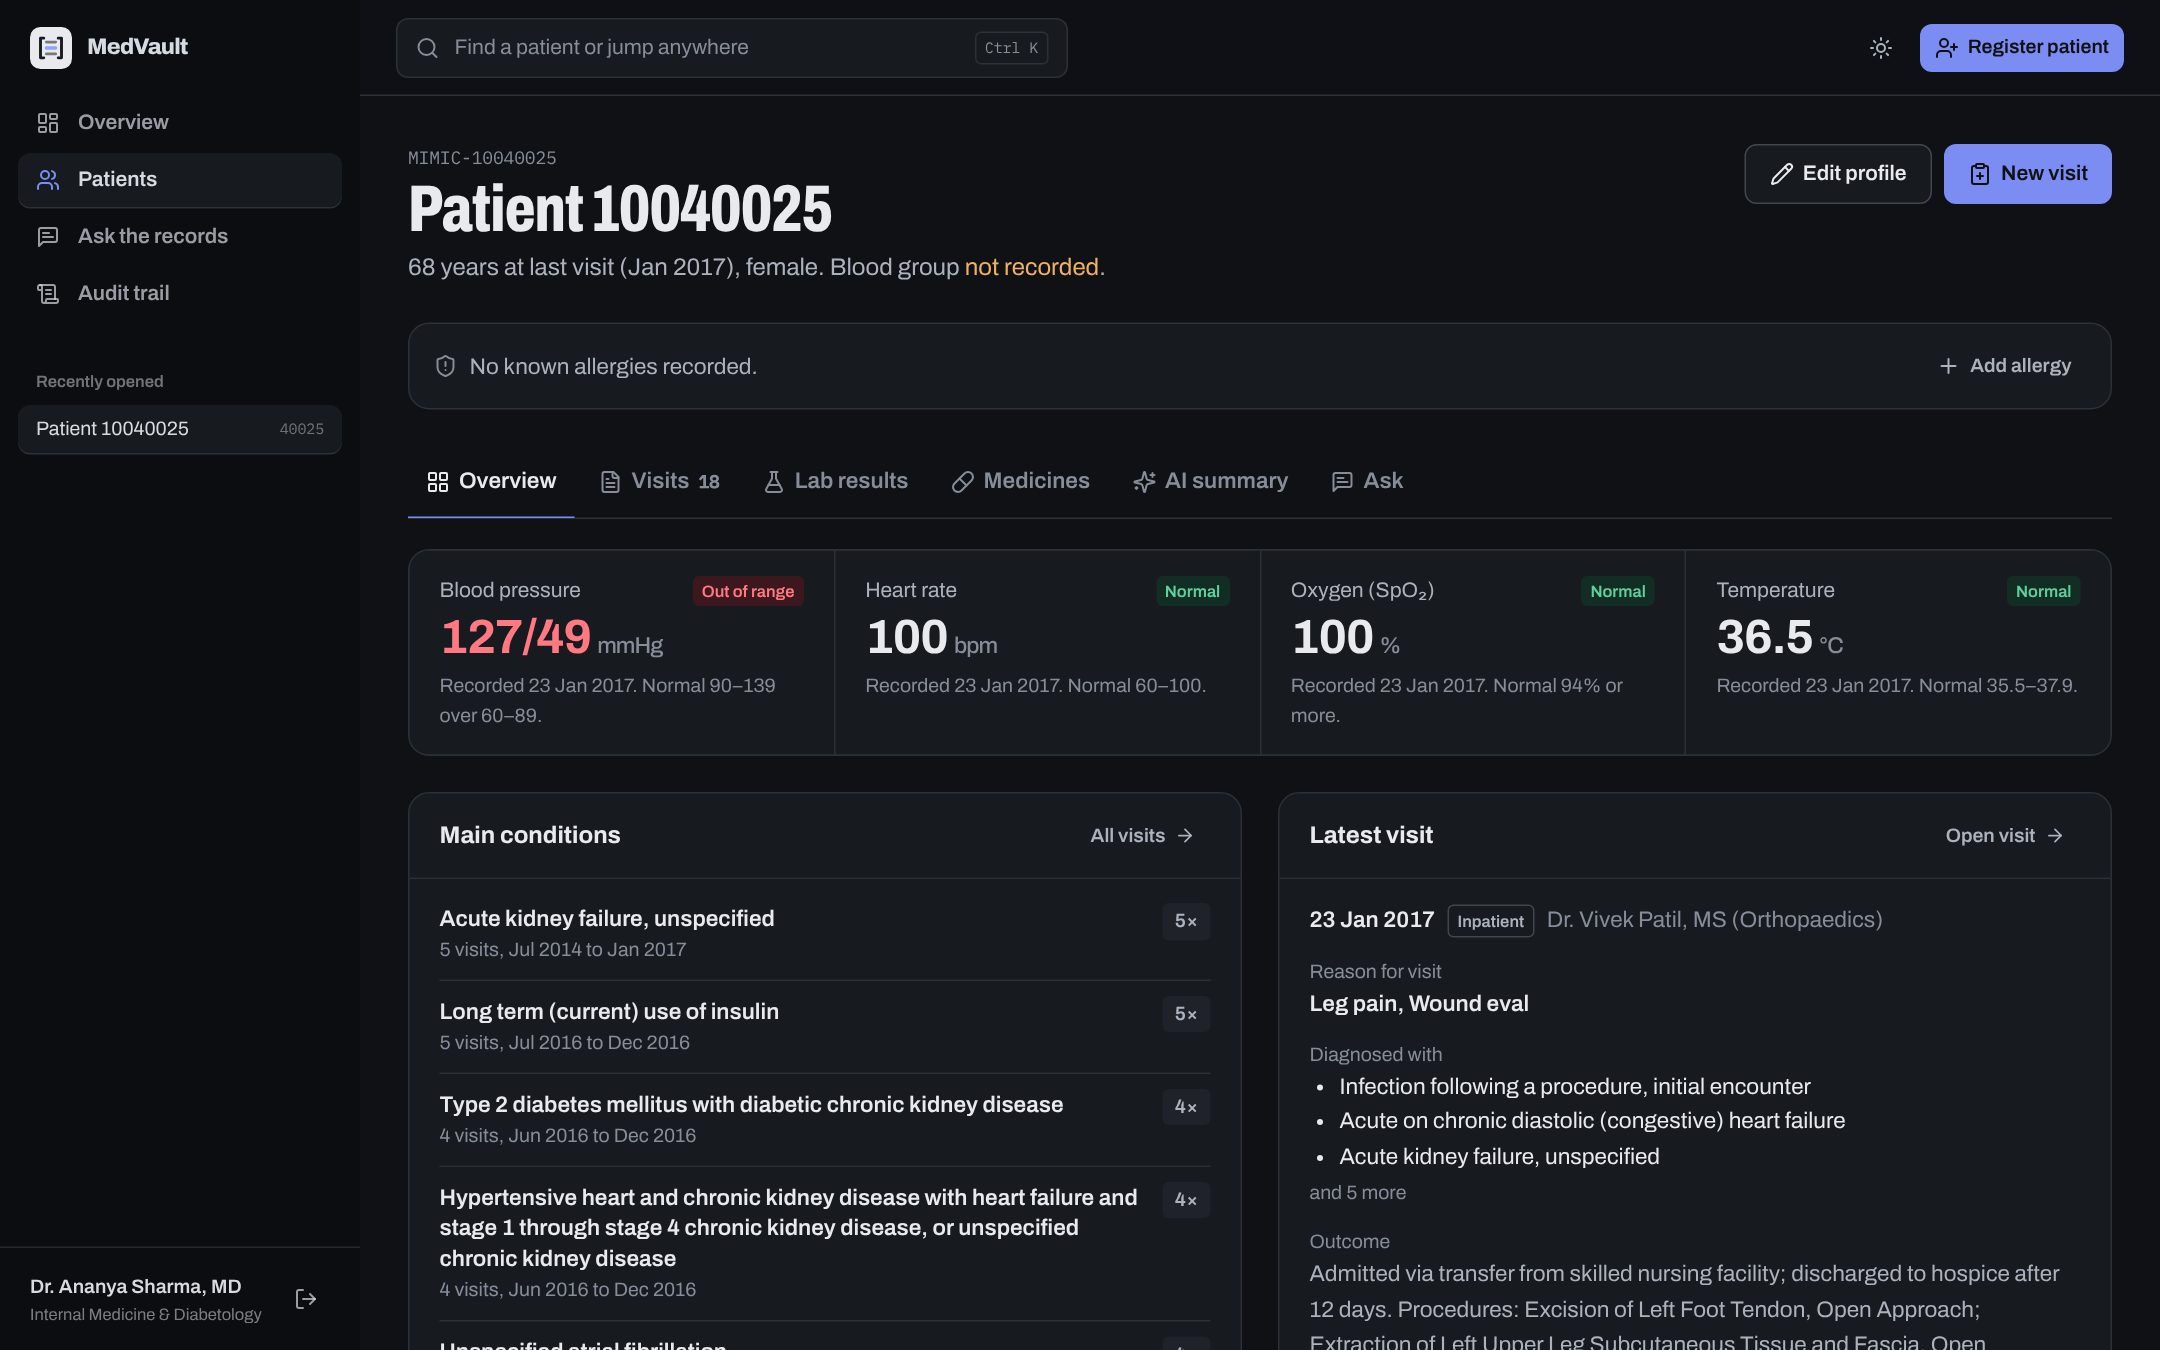 MedVault
Find a patient or jump anywhere
Ctrl K
Register patient
Overview
Patients
Ask the records
Audit trail
Recently opened
Patient 10040025
40025
Dr. Ananya Sharma, MD
Internal Medicine & Diabetology
MIMIC-10040025
Patient 10040025
68 years at last visit (Jan 2017), female. Blood group not recorded.
Edit profile
New visit
No known allergies recorded.
Add allergy
Overview
Visits 18
Lab results
Medicines
AI summary
Ask
Blood pressure
Out of range
127/49 mmHg
Recorded 23 Jan 2017. Normal 90–139
over 60–89.
Heart rate
Normal
100 bpm
Recorded 23 Jan 2017. Normal 60–100.
Oxygen (SpO₂)
Normal
100 %
Recorded 23 Jan 2017. Normal 94% or
more.
Temperature
Normal
36.5 °C
Recorded 23 Jan 2017. Normal 35.5–37.9.
Main conditions
All visits
Acute kidney failure, unspecified
5×
5 visits, Jul 2014 to Jan 2017
Long term (current) use of insulin
5×
5 visits, Jul 2016 to Dec 2016
Type 2 diabetes mellitus with diabetic chronic kidney disease
4×
4 visits, Jun 2016 to Dec 2016
Hypertensive heart and chronic kidney disease with heart failure and
4×
stage 1 through stage 4 chronic kidney disease, or unspecified
chronic kidney disease
4 visits, Jun 2016 to Dec 2016
Unspecified atrial fibrillation
Latest visit
Open visit
23 Jan 2017
Inpatient
Dr. Vivek Patil, MS (Orthopaedics)
Reason for visit
Leg pain, Wound eval
Diagnosed with
• Infection following a procedure, initial encounter
• Acute on chronic diastolic (congestive) heart failure
• Acute kidney failure, unspecified
and 5 more
Outcome
Admitted via transfer from skilled nursing facility; discharged to hospice after
12 days. Procedures: Excision of Left Foot Tendon, Open Approach;
Extraction of Left Upper Leg Subcutaneous Tissue and Fascia, Open